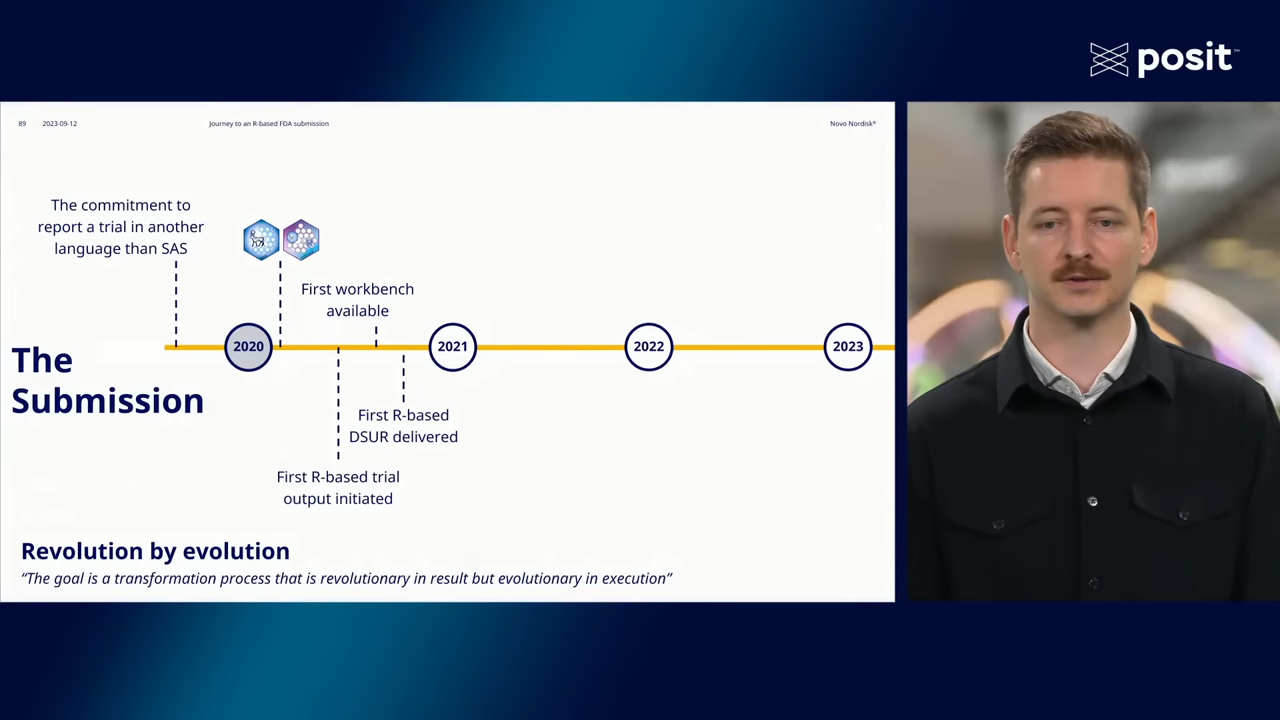 posit™
89 2023-09-12 Journey to an R-based FDA submission Novo Nordisk®
The commitment to
report a trial in another
language than SAS
First workbench
available
2020 2021 2022 2023
The
Submission
First R-based
DSUR delivered
First R-based trial
output initiated
Revolution by evolution
“The goal is a transformation process that is revolutionary in result but evolutionary in execution”